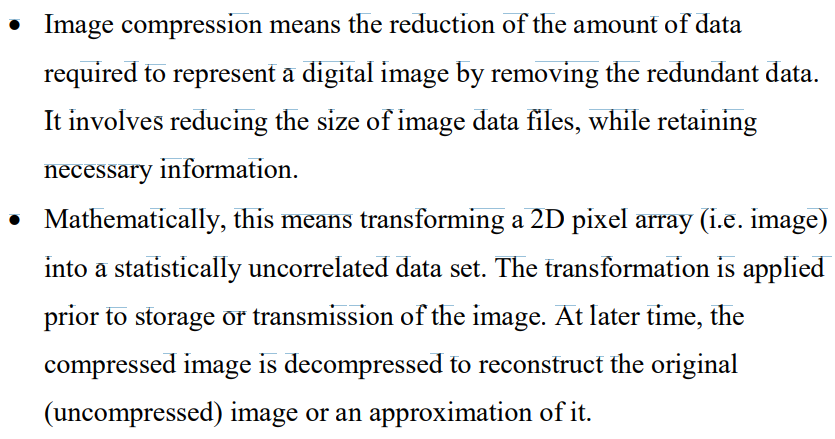 • Image compression means the reduction of the amount of data
required to represent a digital image by removing the redundant data.
It involves reducing the size of image data files, while retaining
necessary information.
• Mathematically, this means transforming a 2D pixel array (i.e. image)
into a statistically uncorrelated data set. The transformation is applied
prior to storage or transmission of the image. At later time, the
compressed image is decompressed to reconstruct the original
(uncompressed) image or an approximation of it.